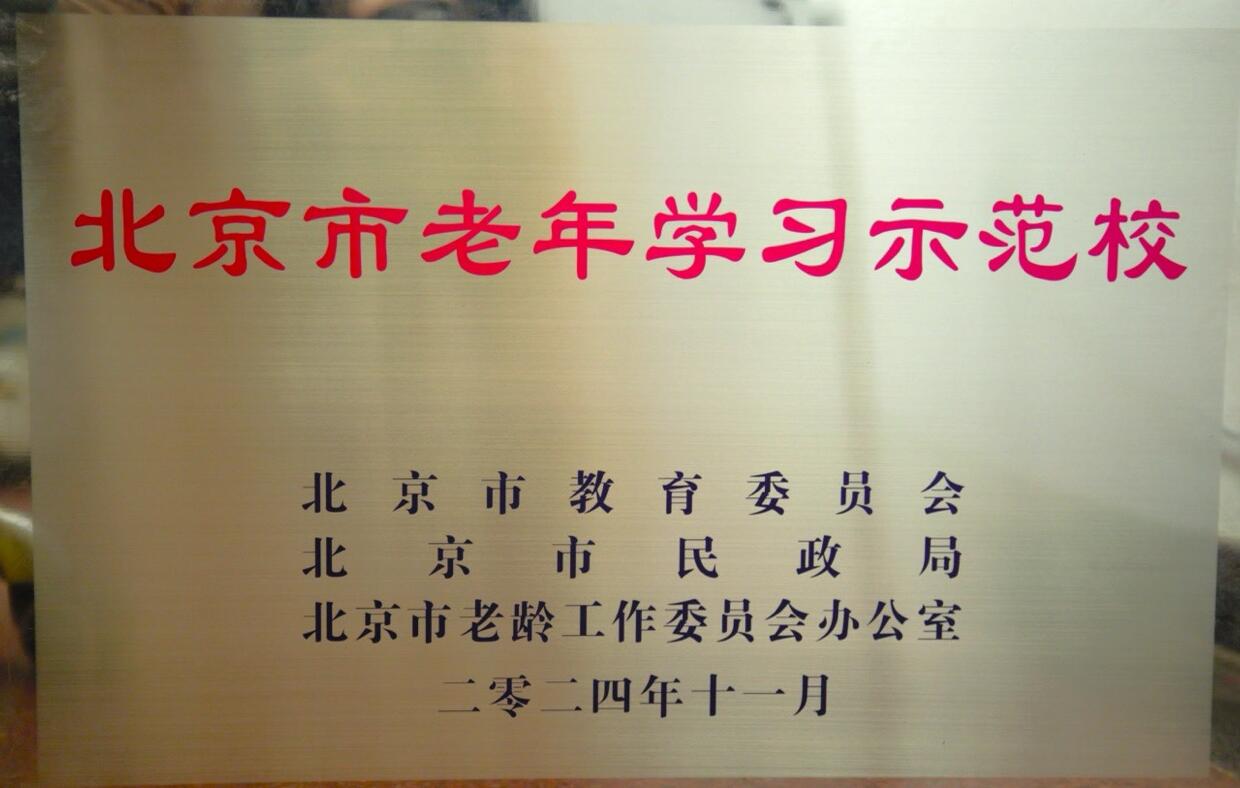 北京市老年学习示范校
北京市教育委员会
北京市民政局
北京市老龄工作委员会办公室
二零二四年十一月